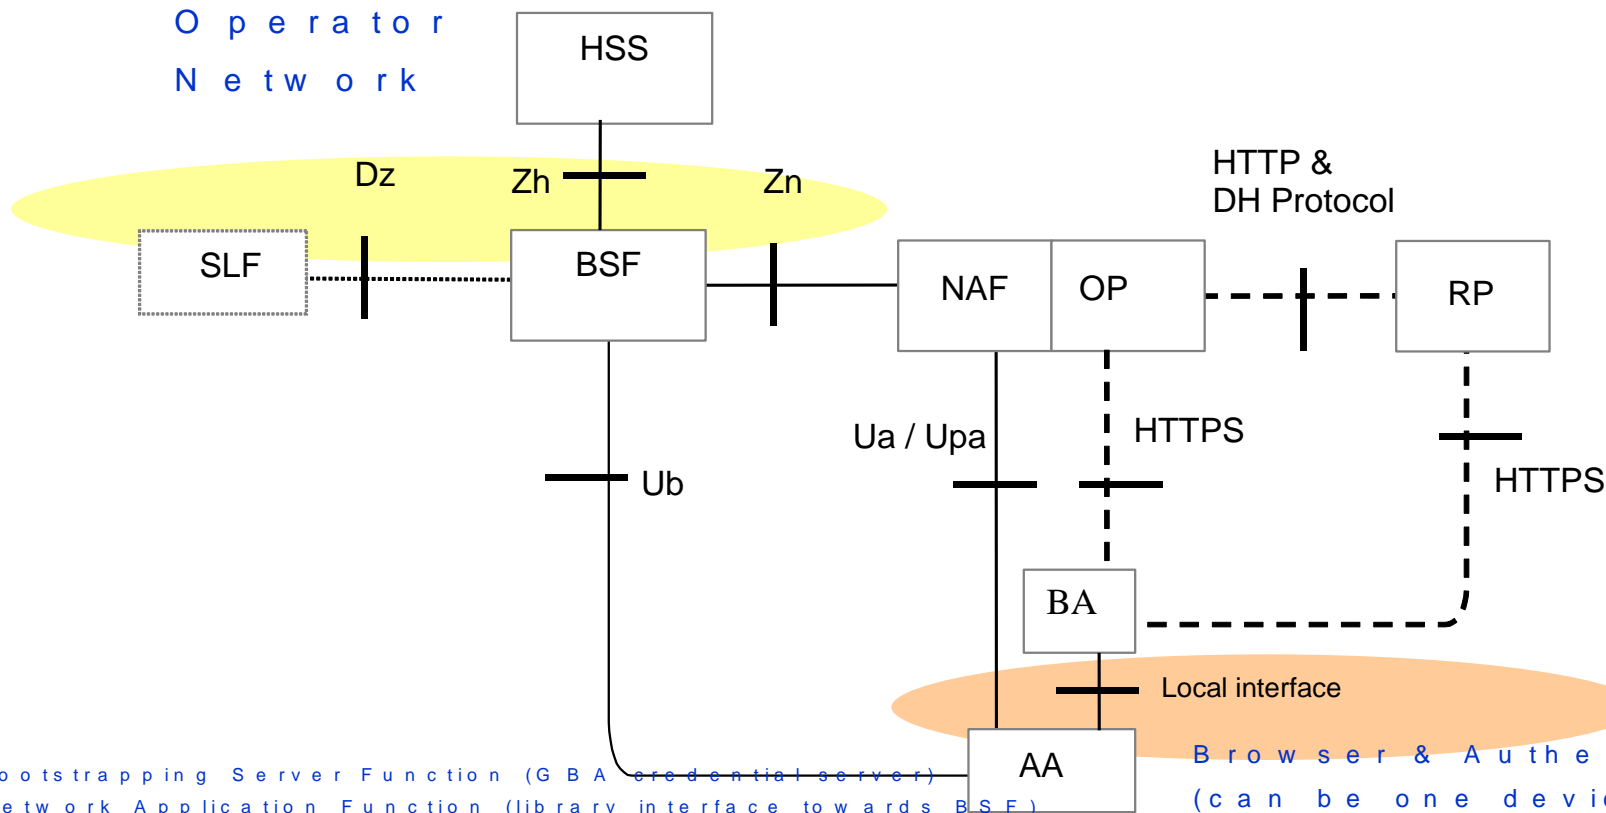 Operator
Network
HSS
Dz
Zh
Zn
HTTP &
DH Protocol
SLF
BSF
NAF
OP
RP
Ua / Upa
HTTPS
Ub
HTTPS
BA
Local interface
AA
Browser & Authe
(can be one devic
ootstrapping Server Function (GBA credential server)
etwork Application Function (library interface towards BSF)